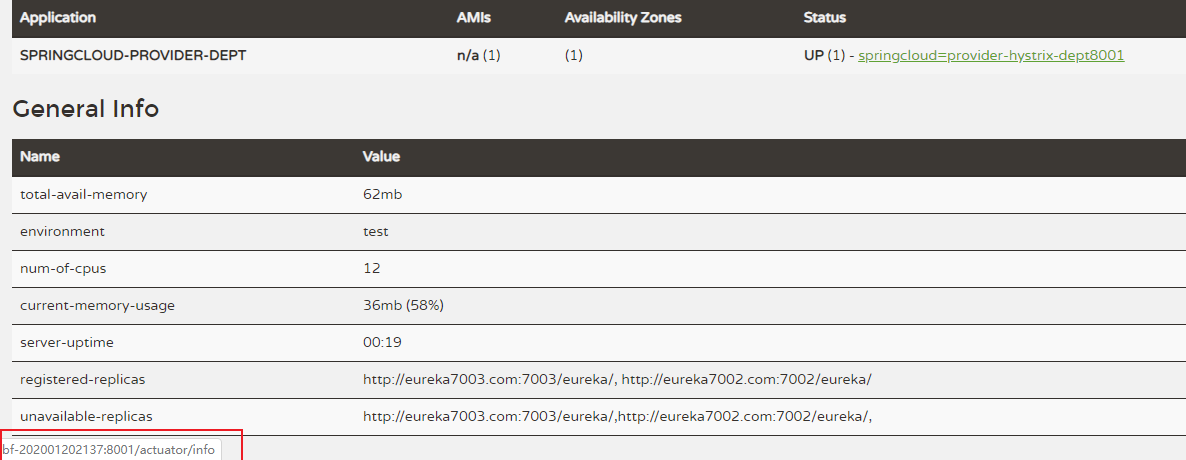 Application AMIs Availability Zones Status
SPRINGCLOUD-PROVIDER-DEPT n/a (1) (1) UP (1) - springcloud=provider-hystrix-dept8001
General Info
Name Value
total-avail-memory 62mb
environment test
num-of-cpus 12
current-memory-usage 36mb (58%)
server-uptime 00:19
registered-replicas http://eureka7003.com:7003/eureka/, http://eureka7002.com:7002/eureka/
unavailable-replicas http://eureka7003.com:7003/eureka/,http://eureka7002.com:7002/eureka/,
bf-202001202137:8001/actuator/info